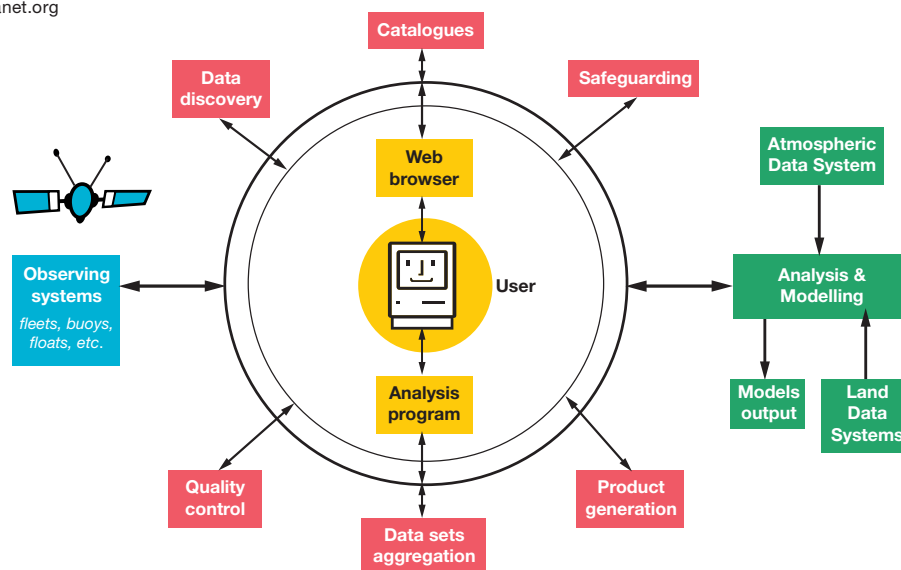 anet.org
Catalogues
Data
discovery
Safeguarding
Web
browser
Atmospheric
Data System
Observing
systems
fleets, buoys,
floats, etc.
User
Analysis &
Modelling
Analysis
program
Models
output
Land
Data
Systems
Quality
control
Product
generation
Data sets
aggregation